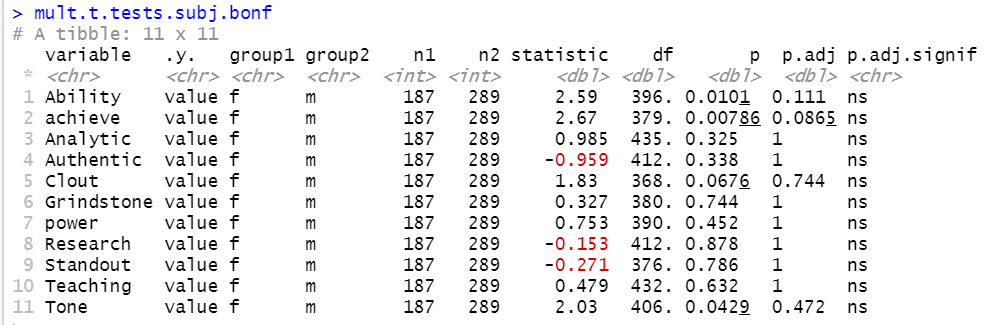 > mult.t.tests.subj.bonf
# A tibble: 11 x 11
variable .y. group1 group2 n1 n2 statistic df p p.adj p.adj.signif
* <chr> <chr> <chr> <chr> <int> <int> <dbl> <dbl> <dbl> <dbl> <chr>
1 Ability value f m 187 289 2.59 396. 0.0101 0.111 ns
2 achieve value f m 187 289 2.67 379. 0.00786 0.0865 ns
3 Analytic value f m 187 289 0.985 435. 0.325 1 ns
4 Authentic value f m 187 289 -0.959 412. 0.338 1 ns
5 Clout value f m 187 289 1.83 368. 0.0676 0.744 ns
6 Grindstone value f m 187 289 0.327 380. 0.744 1 ns
7 power value f m 187 289 0.753 390. 0.452 1 ns
8 Research value f m 187 289 -0.153 412. 0.878 1 ns
9 Standout value f m 187 289 -0.271 376. 0.786 1 ns
10 Teaching value f m 187 289 0.479 432. 0.632 1 ns
11 Tone value f m 187 289 2.03 406. 0.0429 0.472 ns